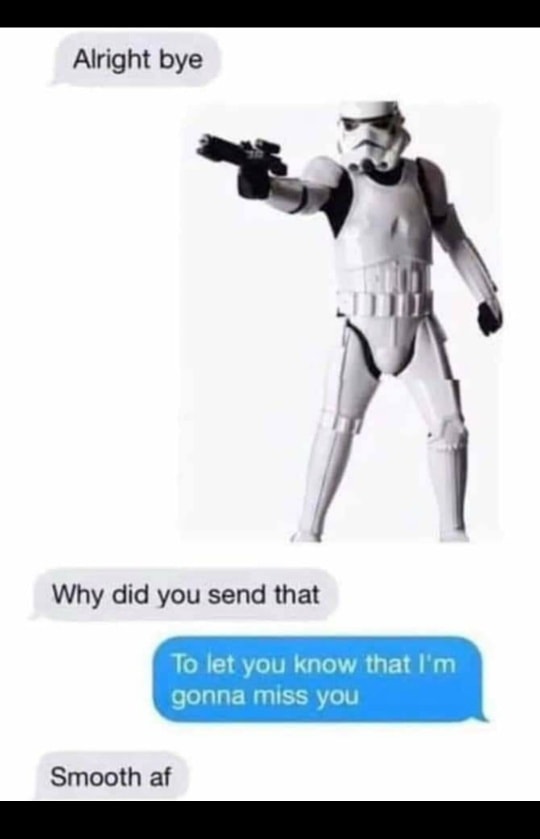 Alright bye
Why did you send that
To let you know that I'm
gonna miss you
Smooth af